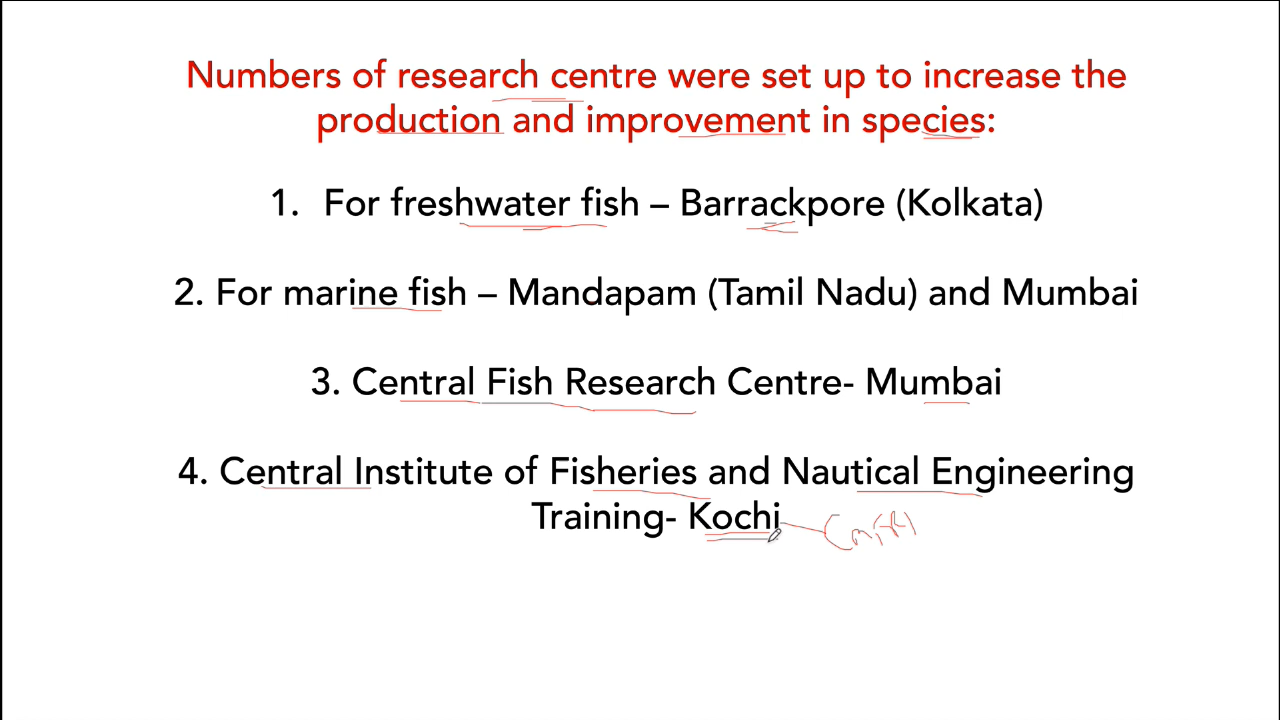 Numbers of research centre were set up to increase the
production and improvement in species:
1. For freshwater fish – Barrackpore (Kolkata)
2. For marine fish – Mandapam (Tamil Nadu) and Mumbai
3. Central Fish Research Centre- Mumbai
4. Central Institute of Fisheries and Nautical Engineering
Training- Kochi